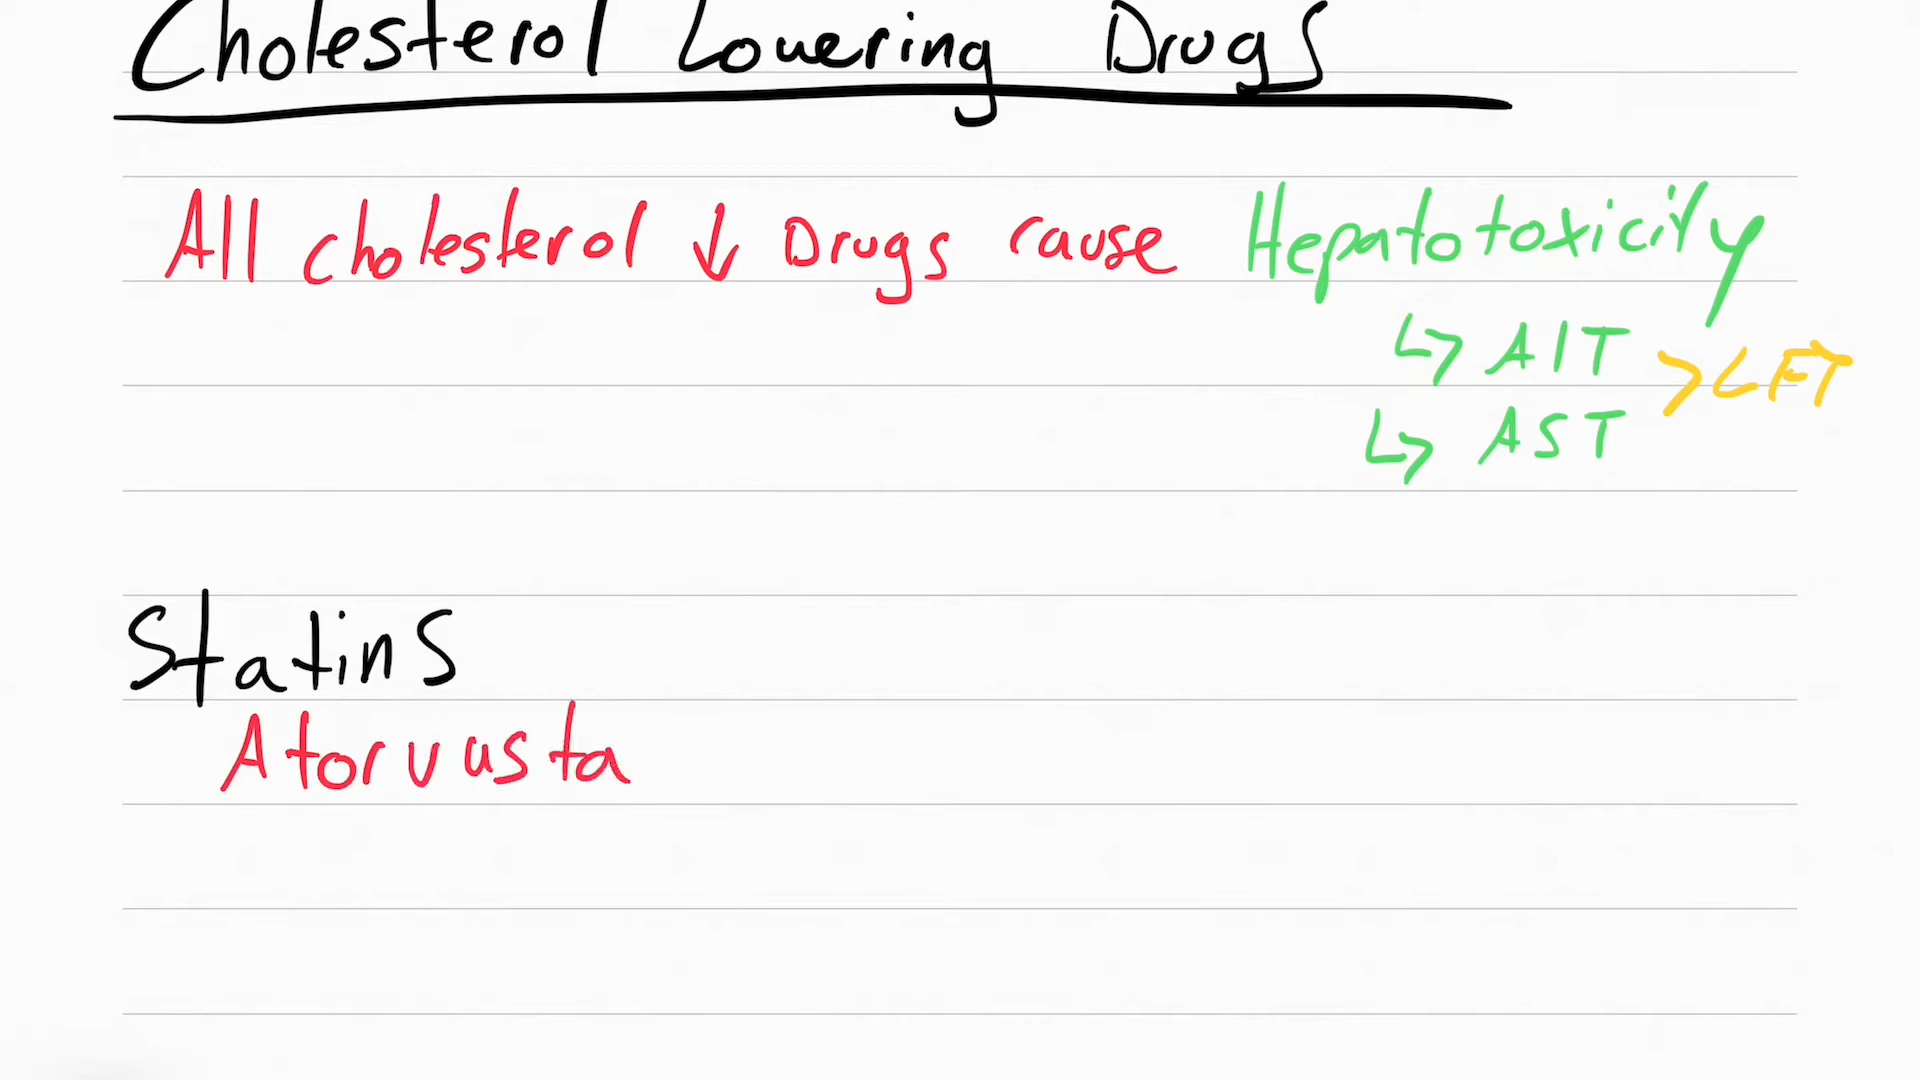 Cholesterol Lowering Drugs
All cholesterol ↓ Drugs cause Hepatotoxicity
↳ AlT > LFT
↳ AST
Statins
Atorvasta